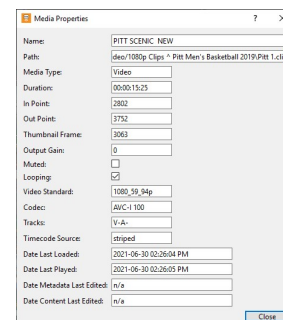 Media Properties ? ×
Name: PITT SCENIC NEW
Path: deo/1080p Clips ^ Pitt Men's Basketball 2019\Pitt 1.cli
Media Type: Video
Duration: 00:00:15:25
In Point: 2802
Out Point: 3752
Thumbnail Frame: 3063
Output Gain: 0
Muted:
Looping:
Video Standard: 1080_59_94p
Codec: AVC-I 100
Tracks: V-A-
Timecode Source: striped
Date Last Loaded: 2021-06-30 02:26:04 PM
Date Last Played: 2021-06-30 02:26:05 PM
Date Metadata Last Edited: n/a
Date Content Last Edited: n/a
Close